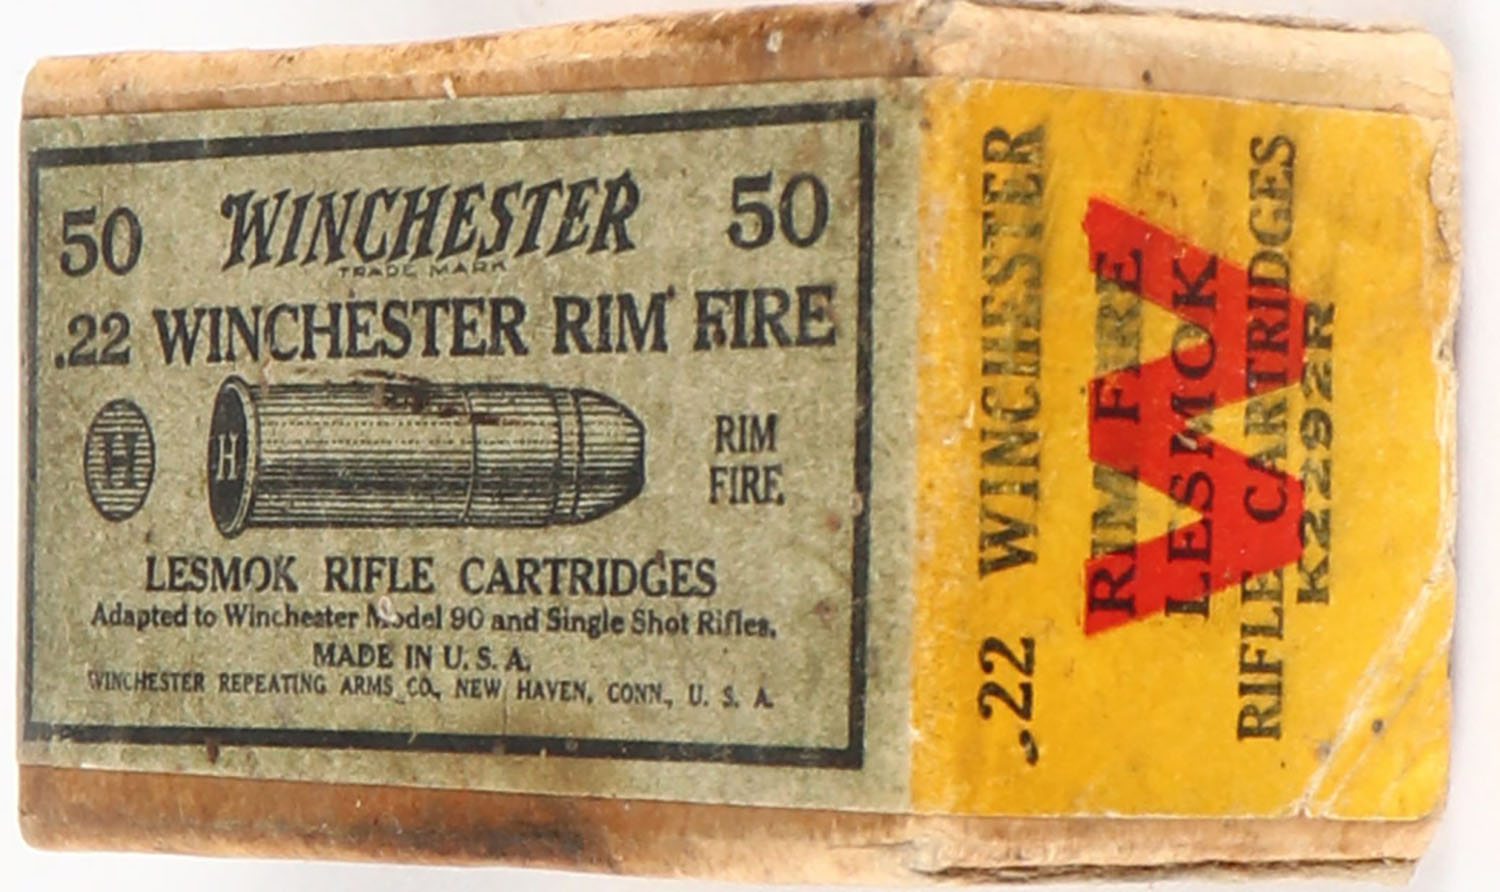 50 WINCHESTER 50
TRADE MARK
.22 WINCHESTER RIM FIRE
H
H
RIM
FIRE
LESMOK RIFLE CARTRIDGES
Adapted to Winchester Model 90 and Single Shot Rifles.
MADE IN U. S. A.
WINCHESTER REPEATING ARMS CO., NEW HAVEN, CONN., U. S. A.
W
.22 WINCHESTER
RIM FIRE
LESMOK
RIFLE CARTRIDGES
K2292R